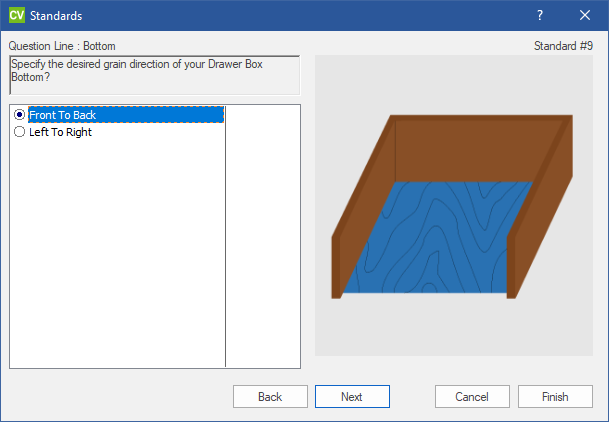 CV Standards ?
Question Line : Bottom
Standard #9
Specify the desired grain direction of your Drawer Box
Bottom?
Front To Back
Left To Right
Back Next Cancel Finish